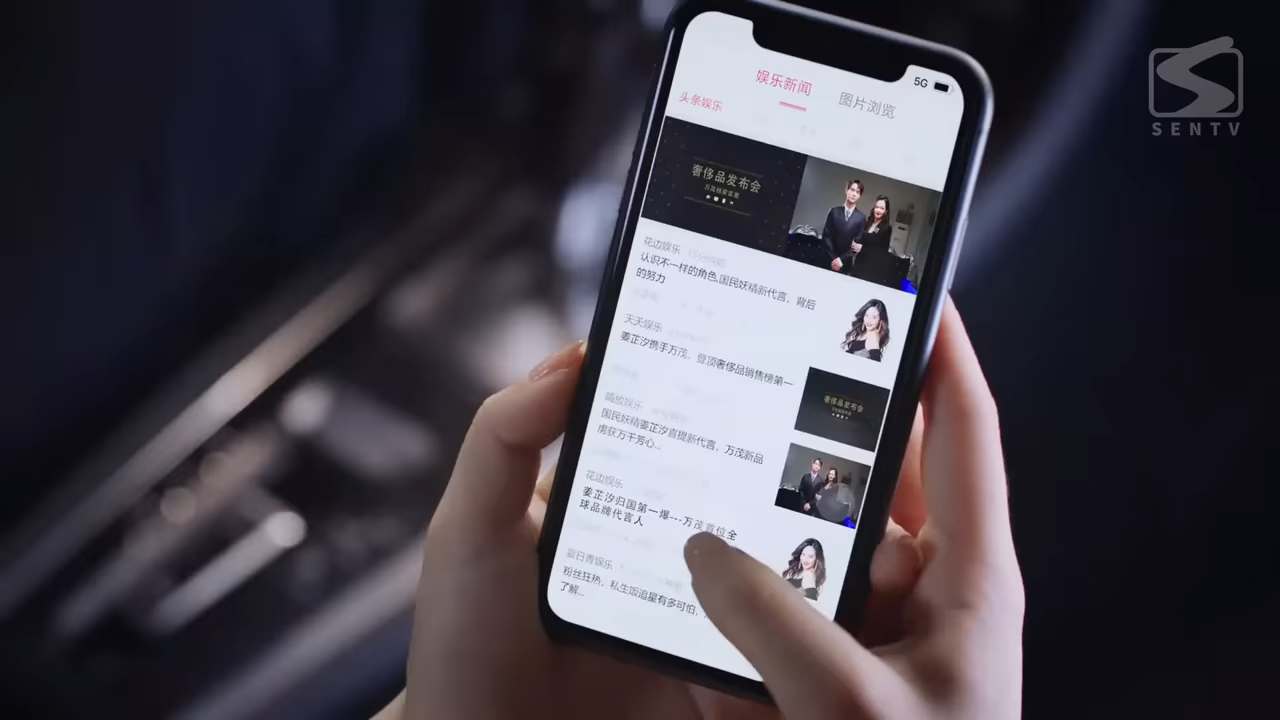 SENTV
5G
娱乐新闻
图片浏览
头条娱乐
奢侈品发布会
花边娱乐
认识不一样的角色,国民妖精新代言，背后
的努力
天天娱乐
姜芷汐携手万茂，登顶奢侈品销售榜第一
奢侈品发布会
国民妖精姜芷汐喜提新代言，万茂新品
虏获万千芳心...
花边娱乐
姜芷汐归国第一爆---万茂首位全
球品牌代言人
夏日青娱乐
粉丝狂热，私生饭追星有多可怕，
了解...